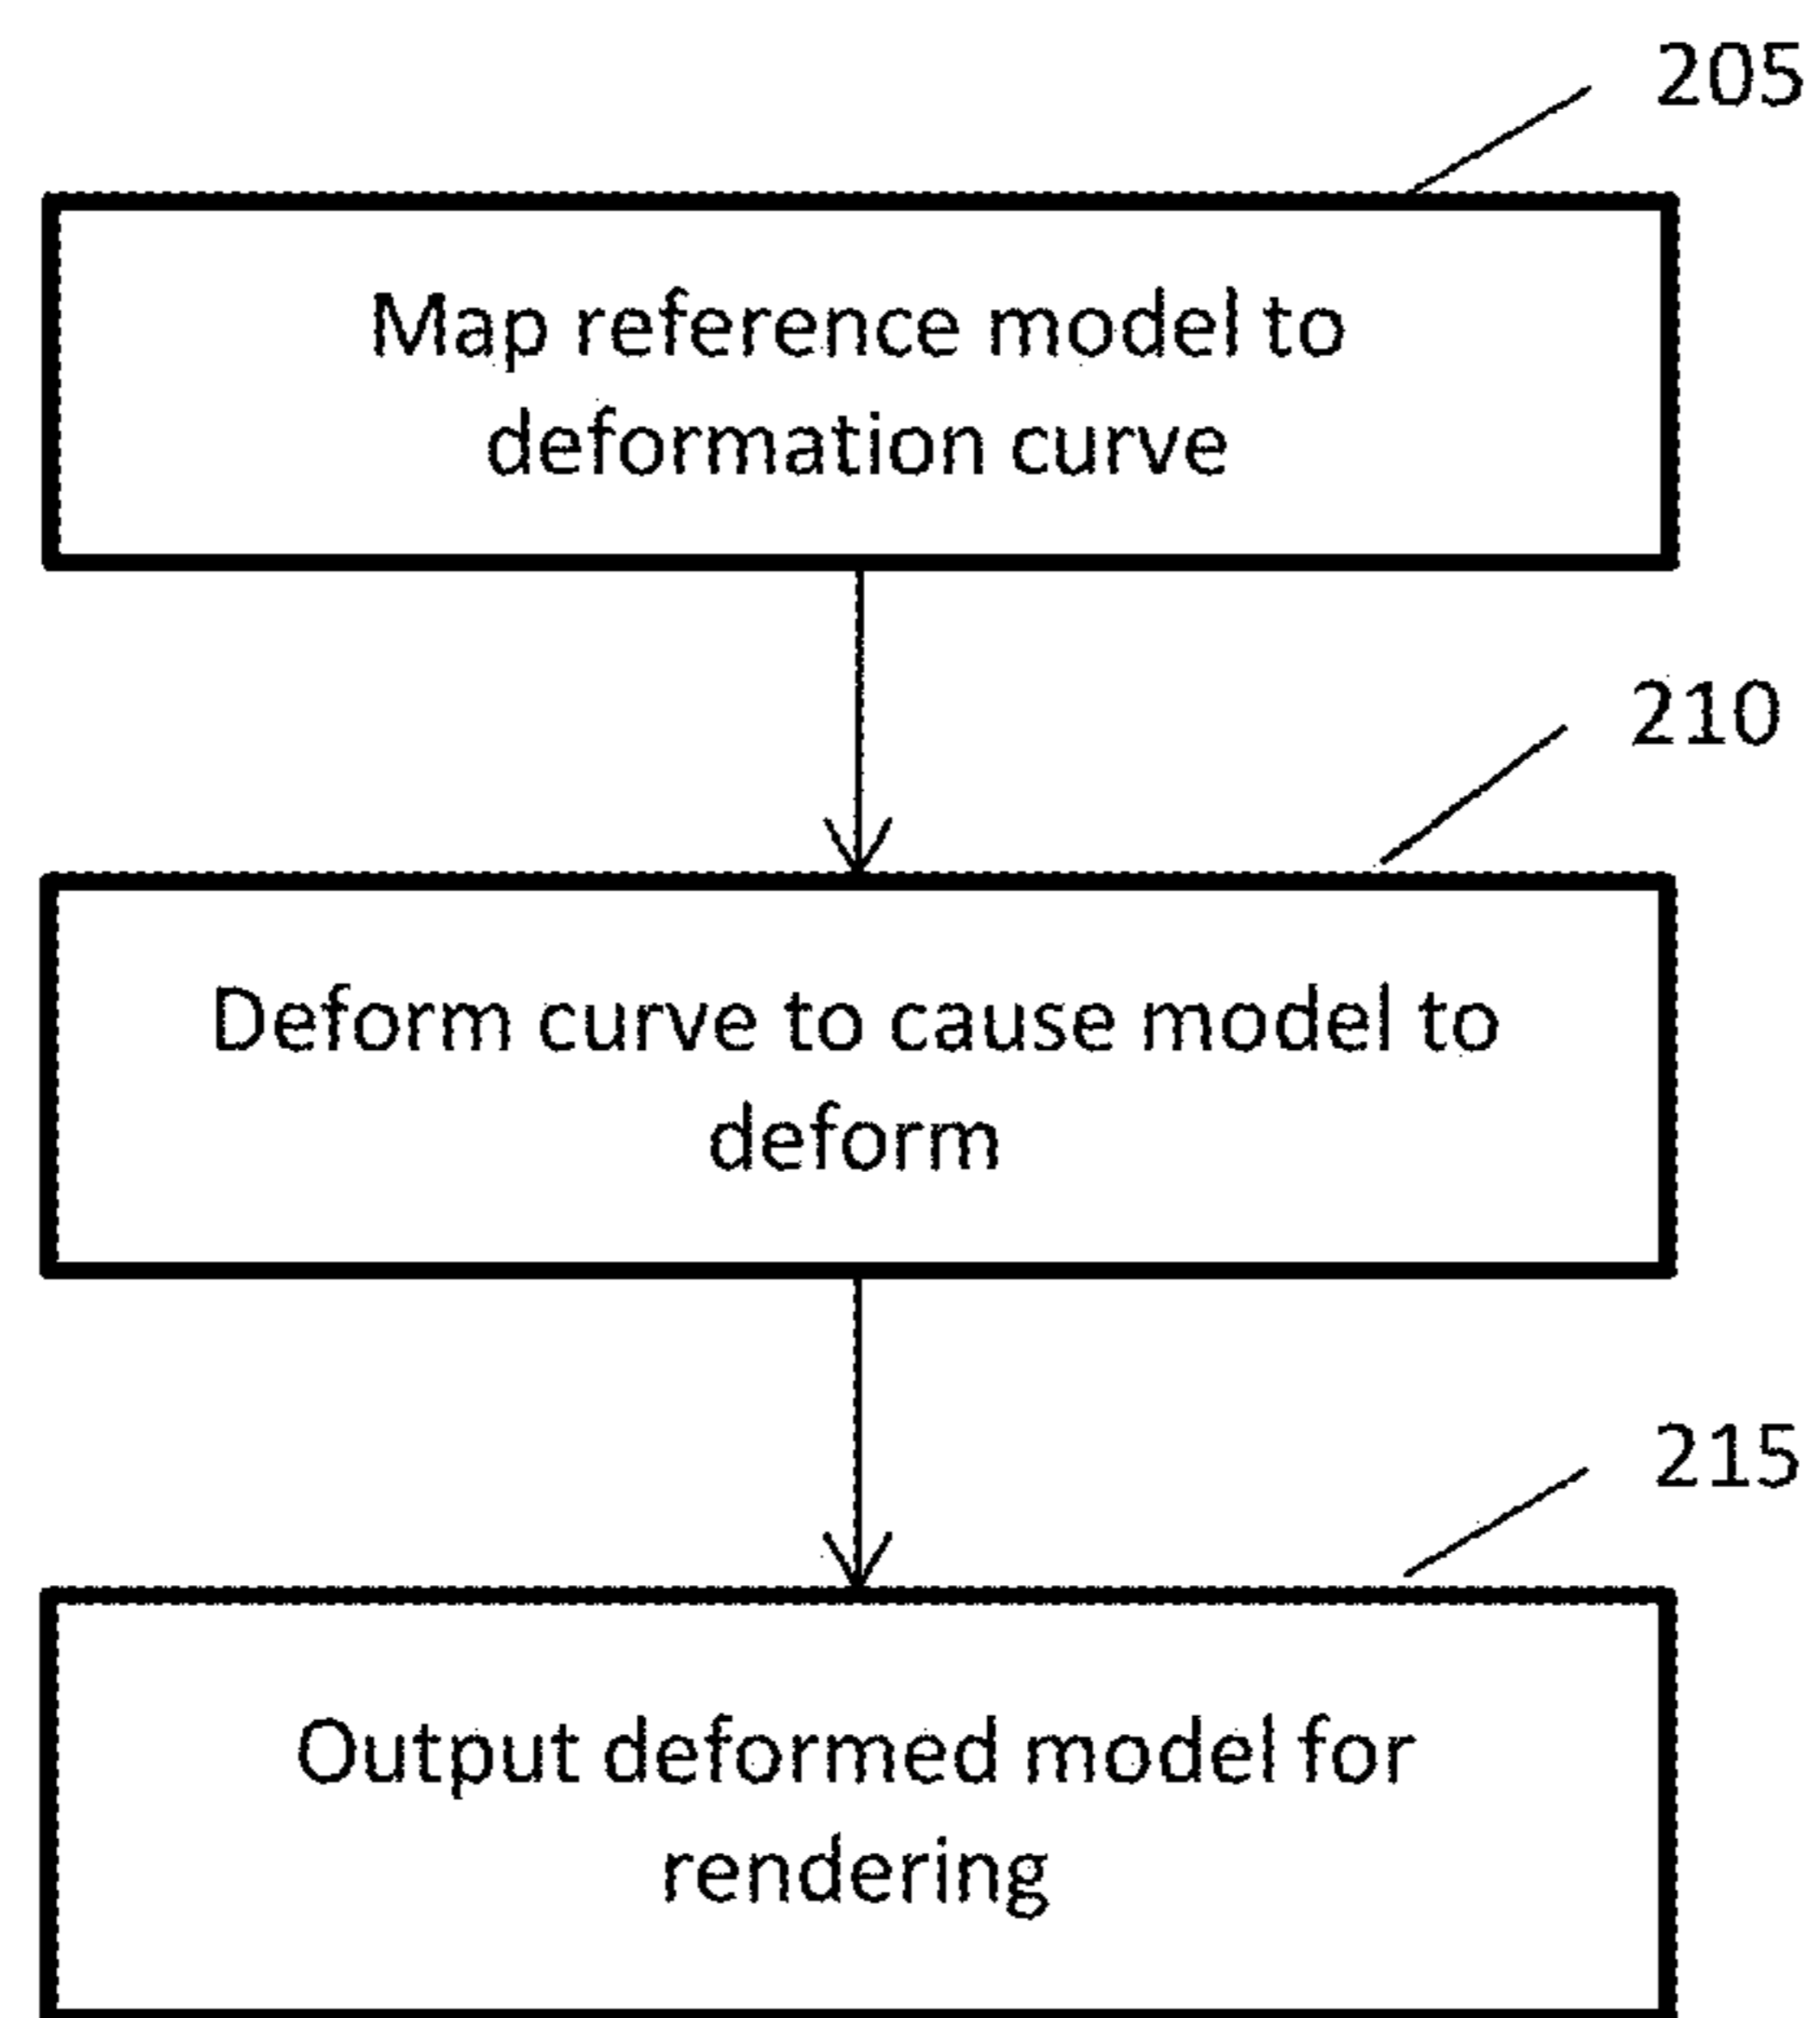 205
Map reference model to
deformation curve
210
Deform curve to cause model to
deform
215
Output deformed model for
rendering